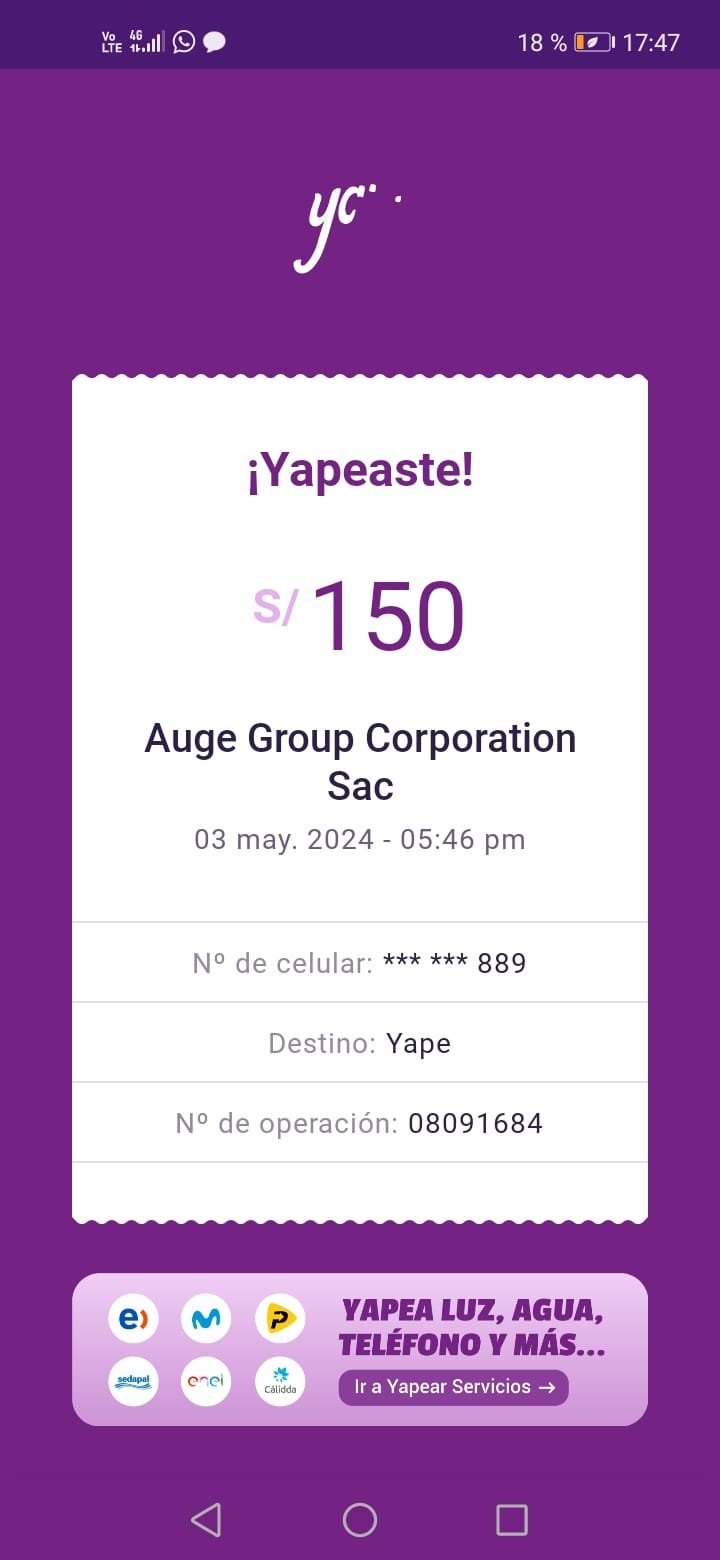 Vo LTE 4G 18 % 17:47
yc
¡Yapeaste!
S/ 150
Auge Group Corporation
Sac
03 may. 2024 - 05:46 pm
Nº de celular: *** *** 889
Destino: Yape
Nº de operación: 08091684
e) P YAPEA LUZ, AGUA,
TELÉFONO Y MÁS...
sedapal enel Cálidda Ir a Yapear Servicios →